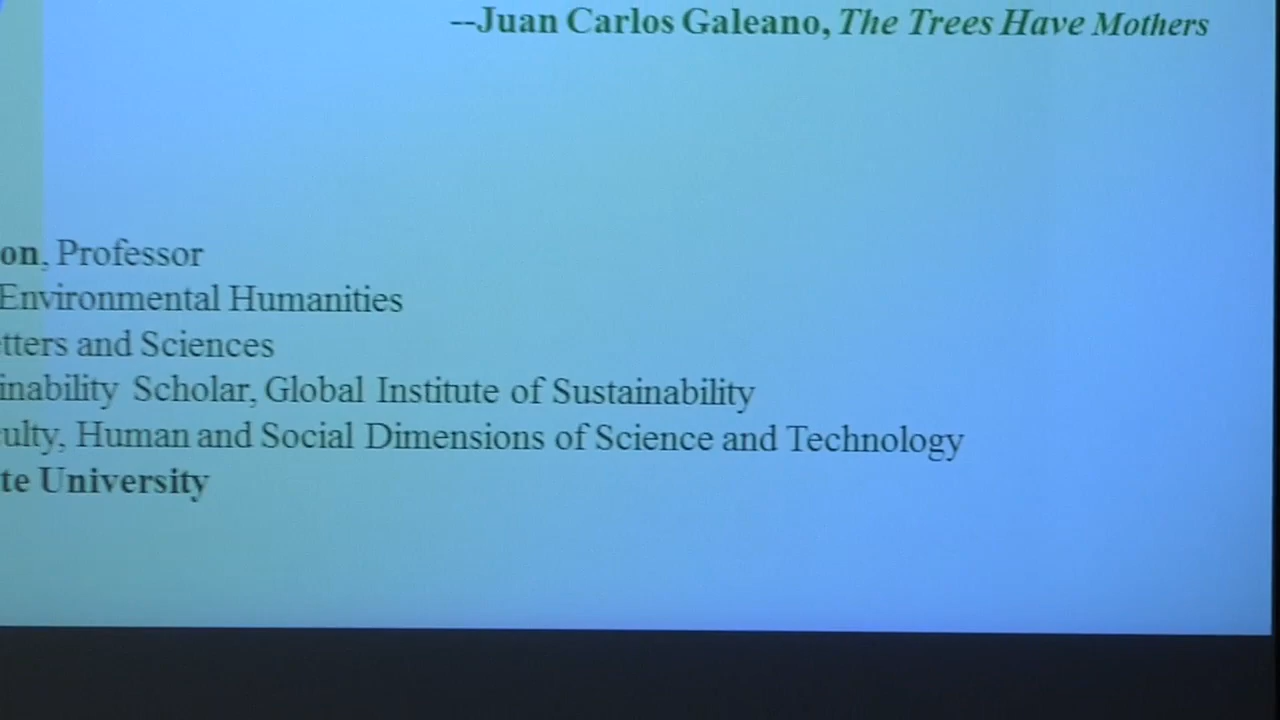 --Juan Carlos Galeano, The Trees Have Mothers
on, Professor
Environmental Humanities
tters and Sciences
inability Scholar, Global Institute of Sustainability
ulty, Human and Social Dimensions of Science and Technology
te University